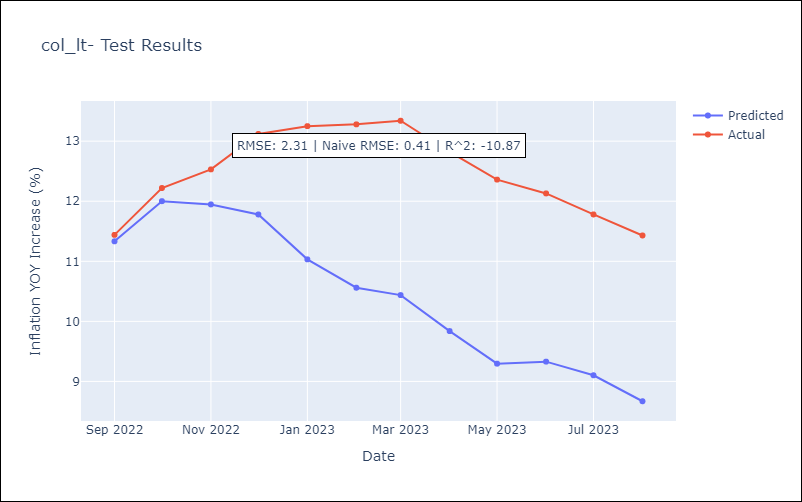 col_lt- Test Results
Predicted
Actual
RMSE: 2.31 | Naive RMSE: 0.41 | R^2: -10.87
Inflation YOY Increase (%)
13
12
11
10
9
Sep 2022
Nov 2022
Jan 2023
Mar 2023
May 2023
Jul 2023
Date